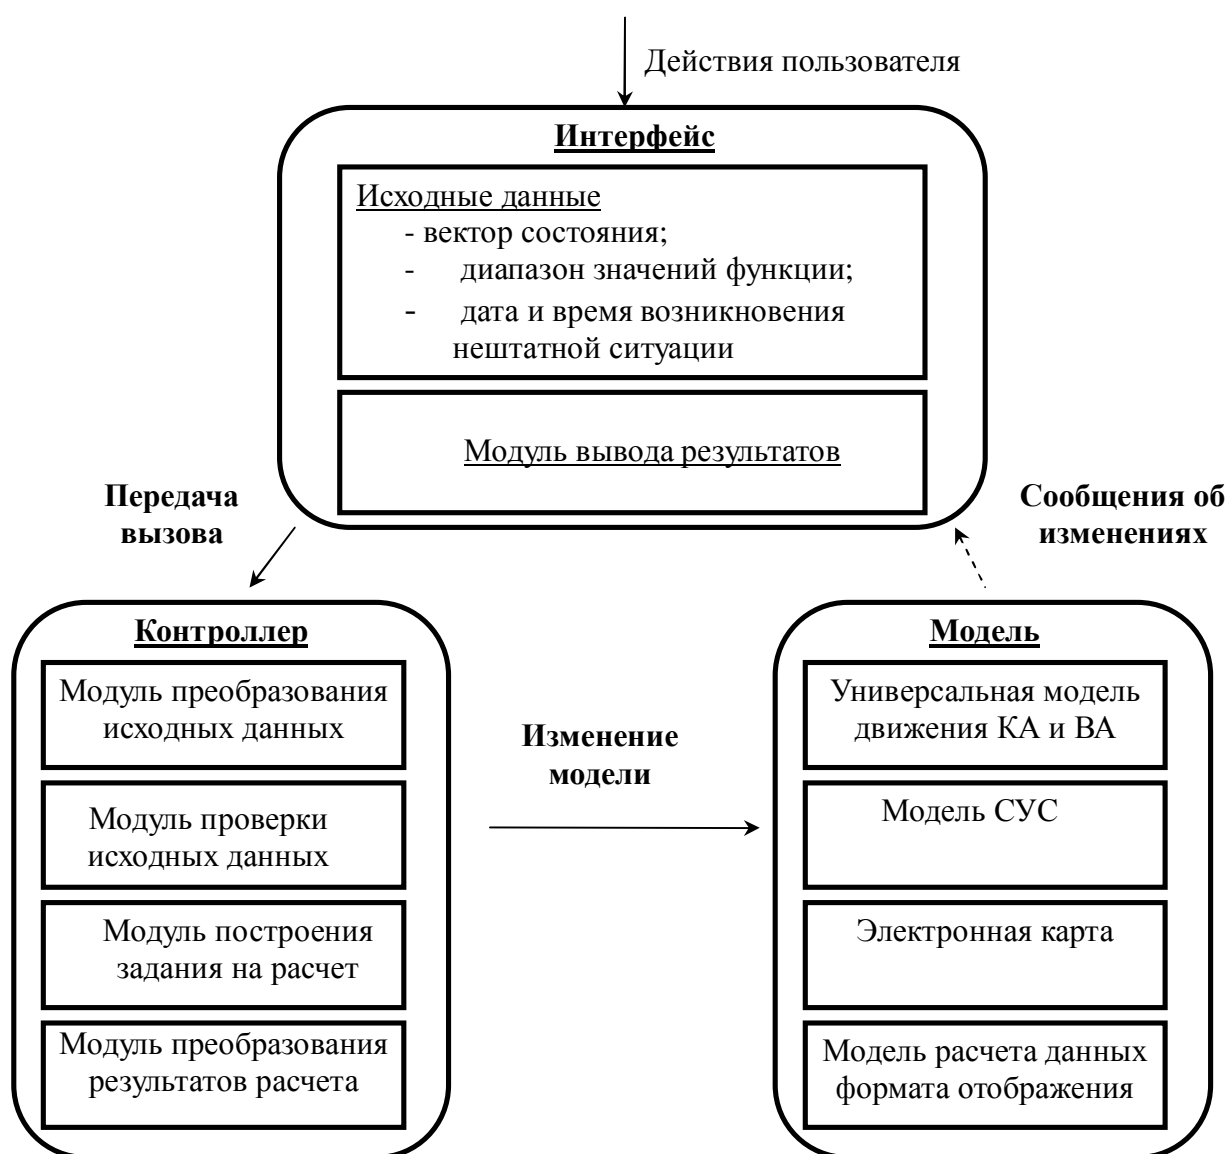 Действия пользователя
Интерфейс
Исходные данные
- вектор состояния;
- диапазон значений функции;
- дата и время возникновения
нештатной ситуации
Модуль вывода результатов
Передача
вызова
Сообщения об
изменениях
Контроллер
Модуль преобразования
исходных данных
Модуль проверки
исходных данных
Модуль построения
задания на расчет
Модуль преобразования
результатов расчета
Изменение
модели
Модель
Универсальная модель
движения КА и ВА
Модель СУС
Электронная карта
Модель расчета данных
формата отображения